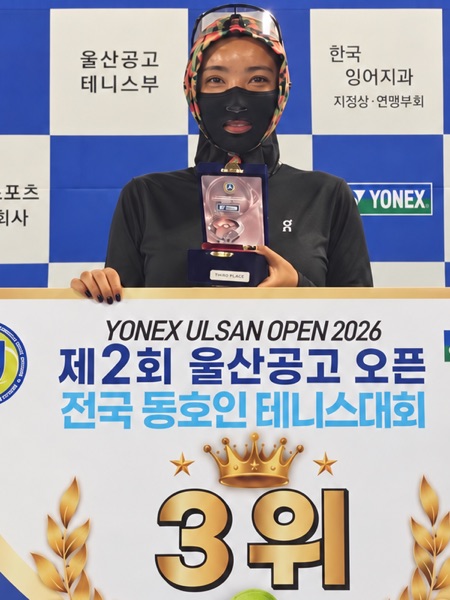 울산공고
테니스부
한국
잉어지과
지정상·연맹부회
스포츠
회사
YONEX
THIRD PLACE
YONEX ULSAN OPEN 2026
제2회 울산공고 오픈
전국 동호인 테니스대회
3위